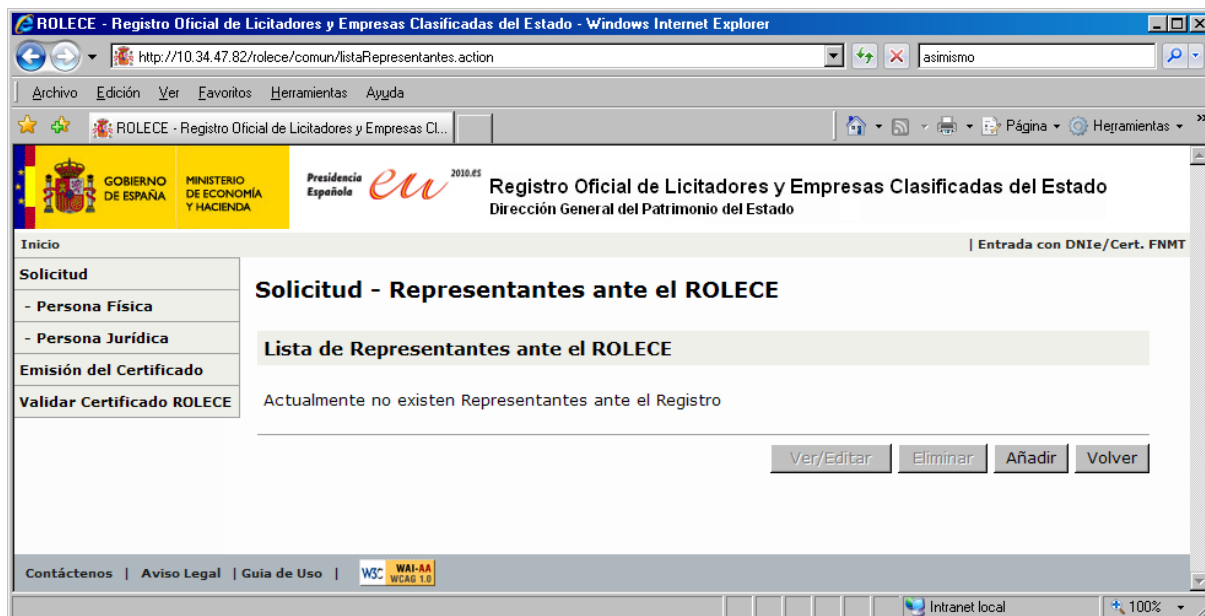 ROLECE - Registro Oficial de Licitadores y Empresas Clasificadas del Estado - Windows Internet Explorer
http://10.34.47.82/rolece/comun/listaRepresentantes.action
asimismo
Archivo Edición Ver Favoritos Herramientas Ayuda
ROLECE - Registro Oficial de Licitadores y Empresas Cl...
Página Herramientas »
GOBIERNO DE ESPAÑA
MINISTERIO DE ECONOMÍA Y HACIENDA
Presidencia Española eu 2010.es
Registro Oficial de Licitadores y Empresas Clasificadas del Estado
Dirección General del Patrimonio del Estado
Inicio | Entrada con DNIe/Cert. FNMT
Solicitud
- Persona Física
- Persona Jurídica
Emisión del Certificado
Validar Certificado ROLECE
Solicitud - Representantes ante el ROLECE
Lista de Representantes ante el ROLECE
Actualmente no existen Representantes ante el Registro
Ver/Editar Eliminar Añadir Volver
Contáctenos | Aviso Legal | Guia de Uso | W3C WAI-AA WCAG 1.0
Intranet local 100%